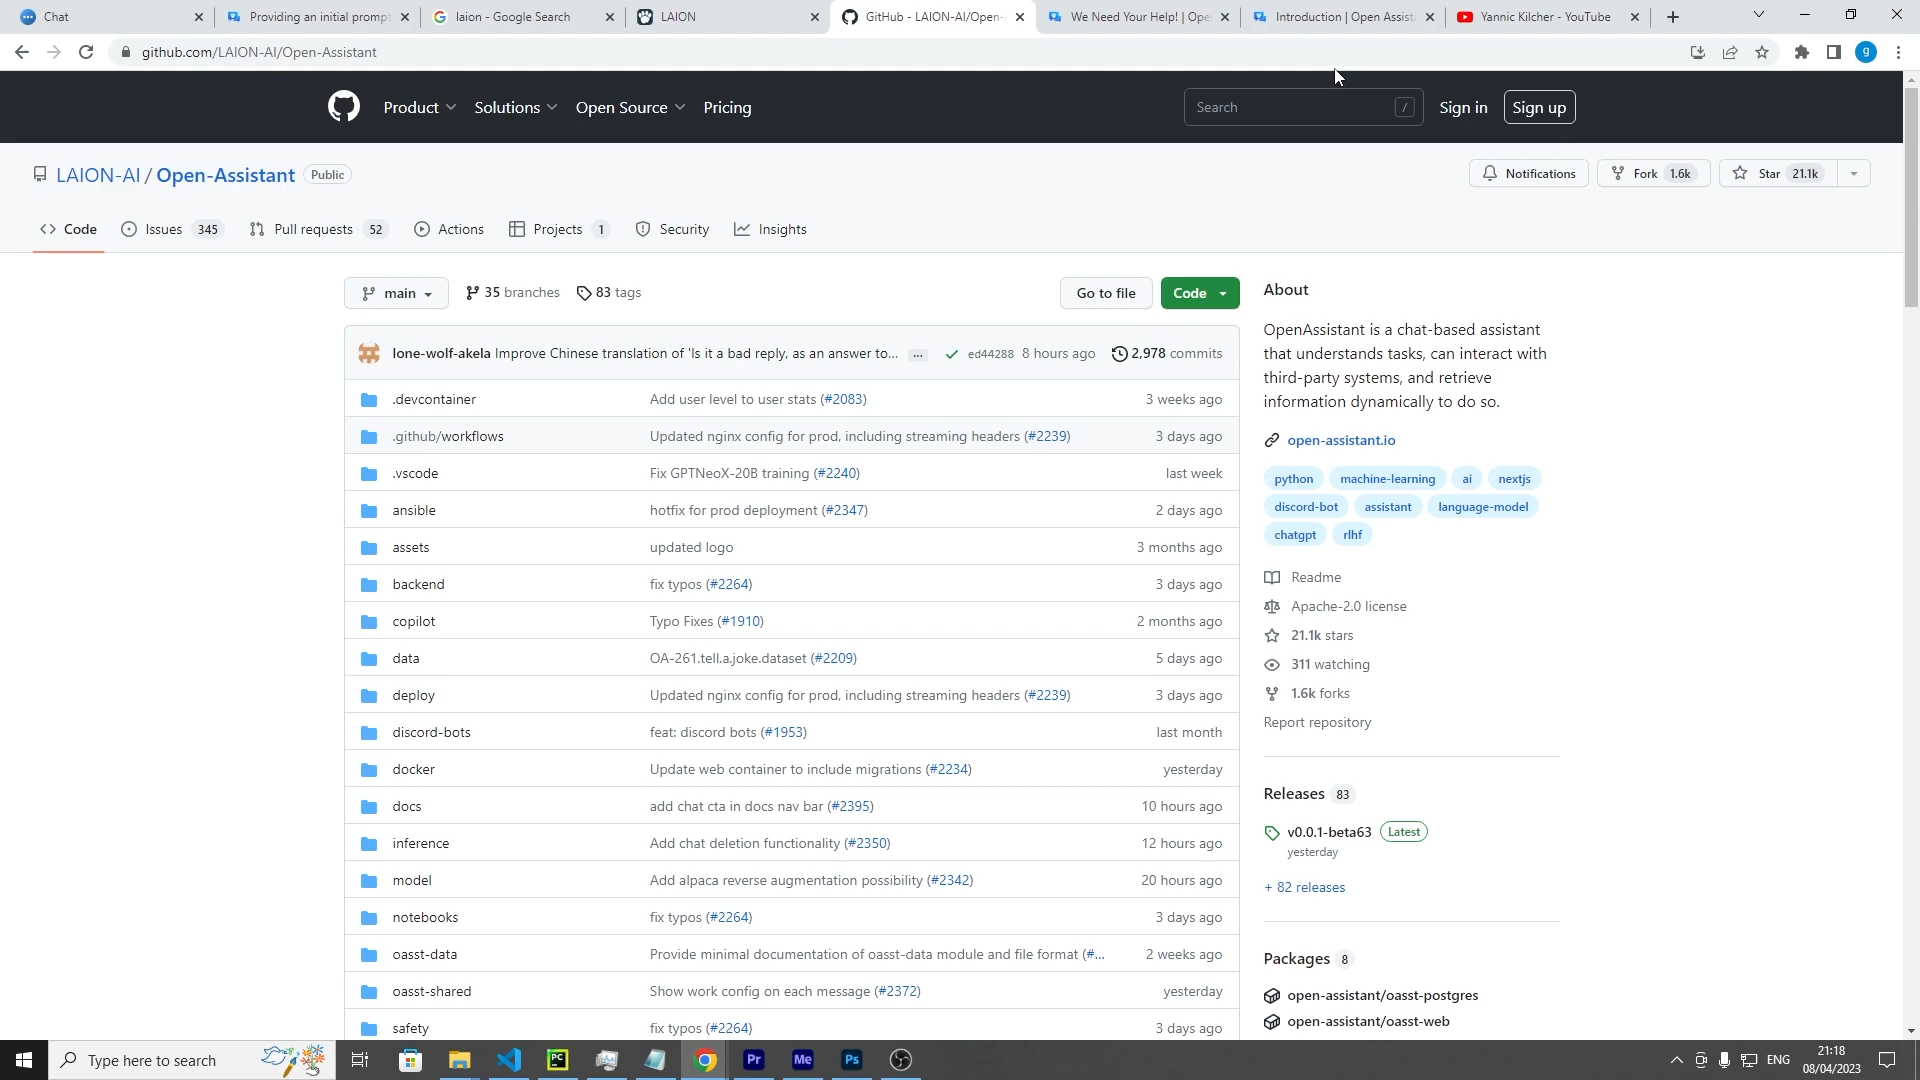 Chat
Providing an initial prompt
laion - Google Search
LAION
GitHub - LAION-AI/Open-
We Need Your Help! | Ope
Introduction | Open Assist
Yannic Kilcher - YouTube
github.com/LAION-AI/Open-Assistant
g
Product
Solutions
Open Source
Pricing
Search
/
Sign in
Sign up
LAION-AI / Open-Assistant
Public
Notifications
Fork 1.6k
Star 21.1k
Code
Issues 345
Pull requests 52
Actions
Projects 1
Security
Insights
main
35 branches
83 tags
Go to file
Code
lone-wolf-akela Improve Chinese translation of 'Is it a bad reply, as an answer to... ... ed44288 8 hours ago 2,978 commits
.devcontainer Add user level to user stats (#2083) 3 weeks ago
.github/workflows Updated nginx config for prod, including streaming headers (#2239) 3 days ago
.vscode Fix GPTNeoX-20B training (#2240) last week
ansible hotfix for prod deployment (#2347) 2 days ago
assets updated logo 3 months ago
backend fix typos (#2264) 3 days ago
copilot Typo Fixes (#1910) 2 months ago
data OA-261.tell.a.joke.dataset (#2209) 5 days ago
deploy Updated nginx config for prod, including streaming headers (#2239) 3 days ago
discord-bots feat: discord bots (#1953) last month
docker Update web container to include migrations (#2234) yesterday
docs add chat cta in docs nav bar (#2395) 10 hours ago
inference Add chat deletion functionality (#2350) 12 hours ago
model Add alpaca reverse augmentation possibility (#2342) 20 hours ago
notebooks fix typos (#2264) 3 days ago
oasst-data Provide minimal documentation of oasst-data module and file format (#... 2 weeks ago
oasst-shared Show work config on each message (#2372) yesterday
safety fix typos (#2264) 3 days ago
About
OpenAssistant is a chat-based assistant
that understands tasks, can interact with
third-party systems, and retrieve
information dynamically to do so.
open-assistant.io
python machine-learning ai nextjs
discord-bot assistant language-model
chatgpt rlhf
Readme
Apache-2.0 license
21.1k stars
311 watching
1.6k forks
Report repository
Releases 83
v0.0.1-beta63 Latest
yesterday
+ 82 releases
Packages 8
open-assistant/oasst-postgres
open-assistant/oasst-web
Type here to search
PC
Pr
Me
Ps
ENG
21:18
08/04/2023